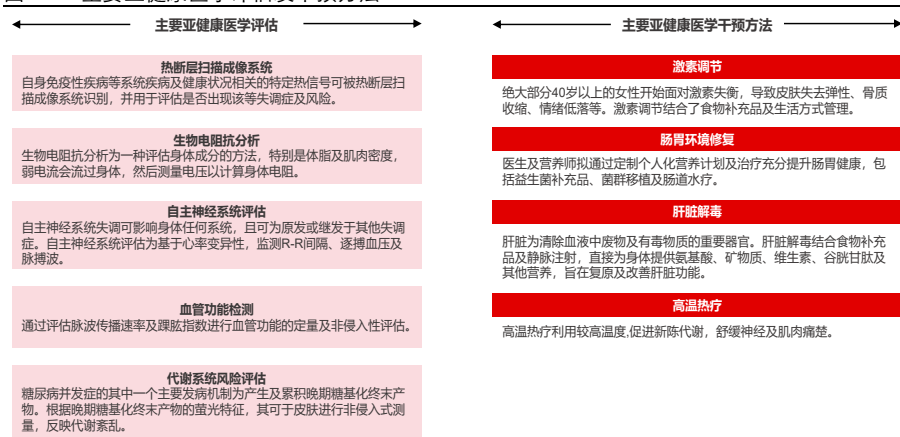 主要亚健康医学评估
热断层扫描成像系统
自身免疫性疾病等系统疾病及健康状况相关的特定热信号可被热断层扫
描成像系统识别，并用于评估是否出现该等失调症及风险。
生物电阻抗分析
生物电阻抗分析为一种评估身体成分的方法，特别是体脂及肌肉密度，
弱电流会流过身体，然后测量电压以计算身体电阻。
自主神经系统评估
自主神经系统失调可影响身体任何系统，且可为原发或继发于其他失调
症。自主神经系统评估为基于心率变异性，监测R-R间隔、逐搏血压及
脉搏波。
血管功能检测
通过评估脉波传播速率及踝肱指数进行血管功能的定量及非侵入性评估。
代谢系统风险评估
糖尿病并发症的其中一个主要发病机制为产生及累积晚期糖基化终末产
物。根据晚期糖基化终末产物的萤光特征，其可于皮肤进行非侵入式测
量，反映代谢紊乱。
主要亚健康医学干预方法
激素调节
绝大部分40岁以上的女性开始面对激素失衡，导致皮肤失去弹性、骨质
收缩、情绪低落等。激素调节结合了食物补充品及生活方式管理。
肠胃环境修复
医生及营养师拟通过定制个人化营养计划及治疗充分提升肠胃健康，包
括益生菌补充品、菌群移植及肠道水疗。
肝脏解毒
肝脏为清除血液中废物及有毒物质的重要器官。肝脏解毒结合食物补充
品及静脉注射，直接为身体提供氨基酸、矿物质、维生素、谷胱甘肽及
其他营养，旨在复原及改善肝脏功能。
高温热疗
高温热疗利用较高温度,促进新陈代谢，舒缓神经及肌肉痛楚。